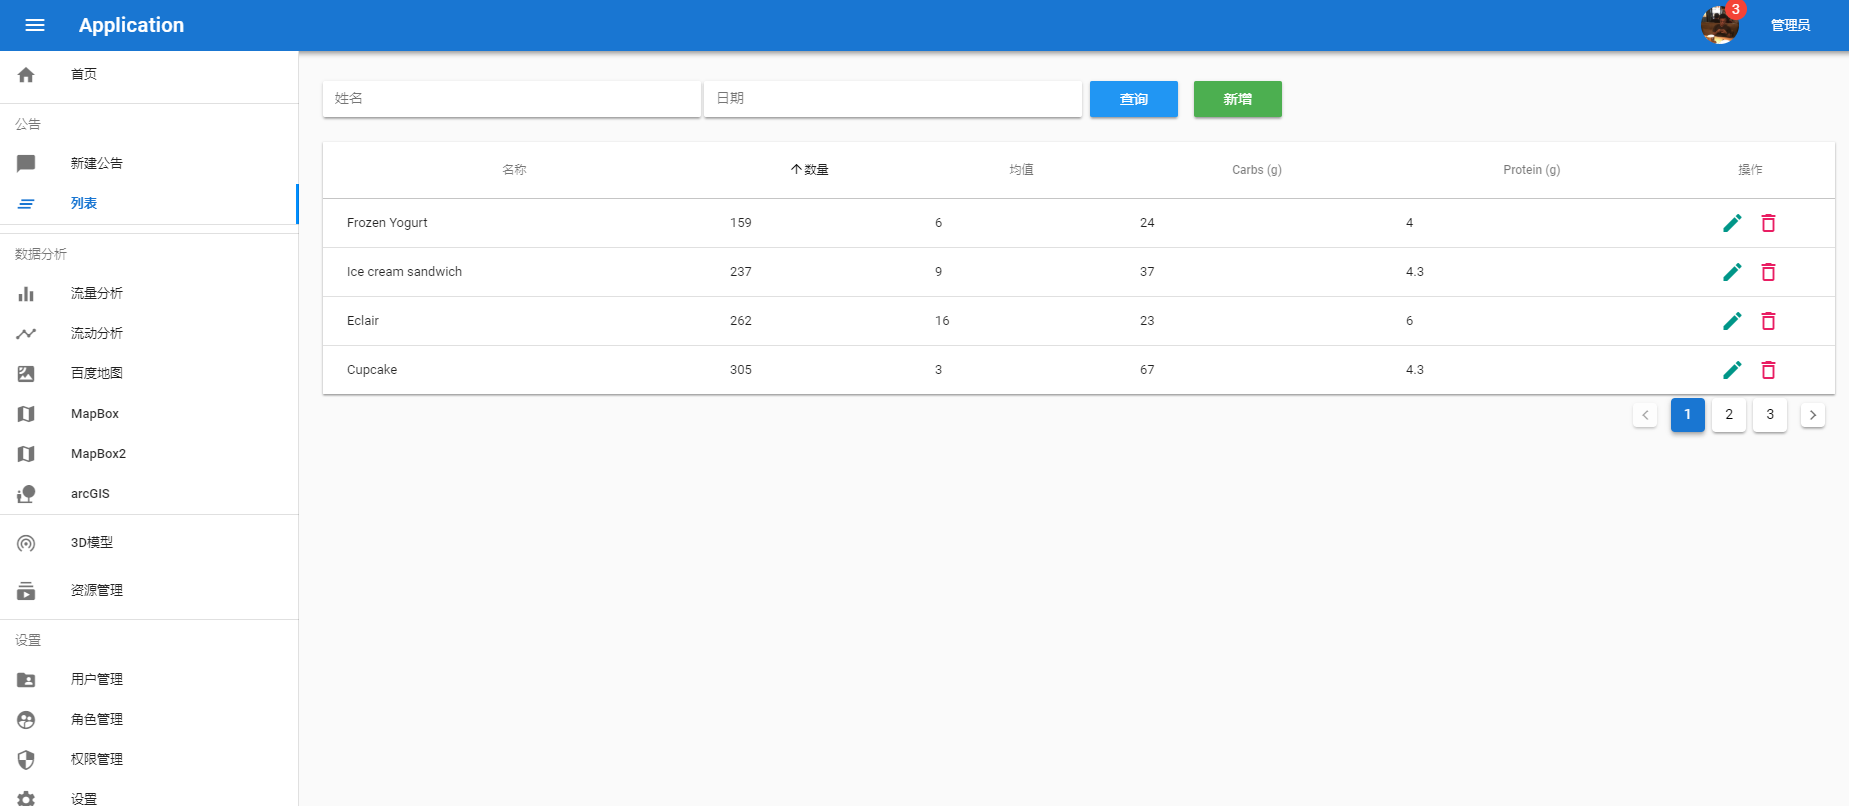 Application
3
管理员
首页
公告
新建公告
列表
数据分析
流量分析
流动分析
百度地图
MapBox
MapBox2
arcGIS
3D模型
资源管理
设置
用户管理
角色管理
权限管理
设置
姓名 日期 查询 新增
名称 数量 均值 Carbs (g) Protein (g) 操作
Frozen Yogurt 159 6 24 4
Ice cream sandwich 237 9 37 4.3
Eclair 262 16 23 6
Cupcake 305 3 67 4.3
1 2 3